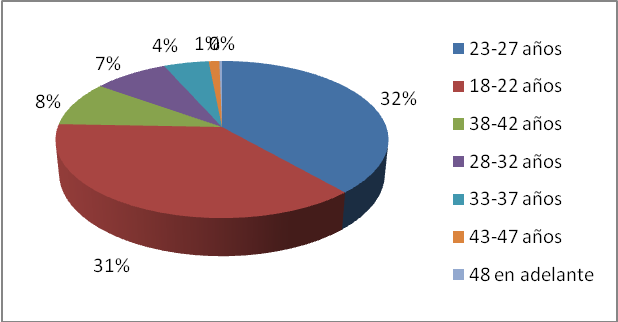 4%
1%
0%
7%
32%
8%
31%
23-27 años
18-22 años
38-42 años
28-32 años
33-37 años
43-47 años
48 en adelante